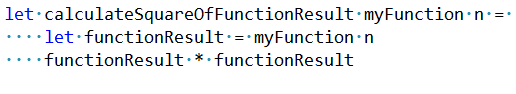 let calculateSquareOfFunctionResult myFunction n =
    let functionResult = myFunction n
    functionResult * functionResult